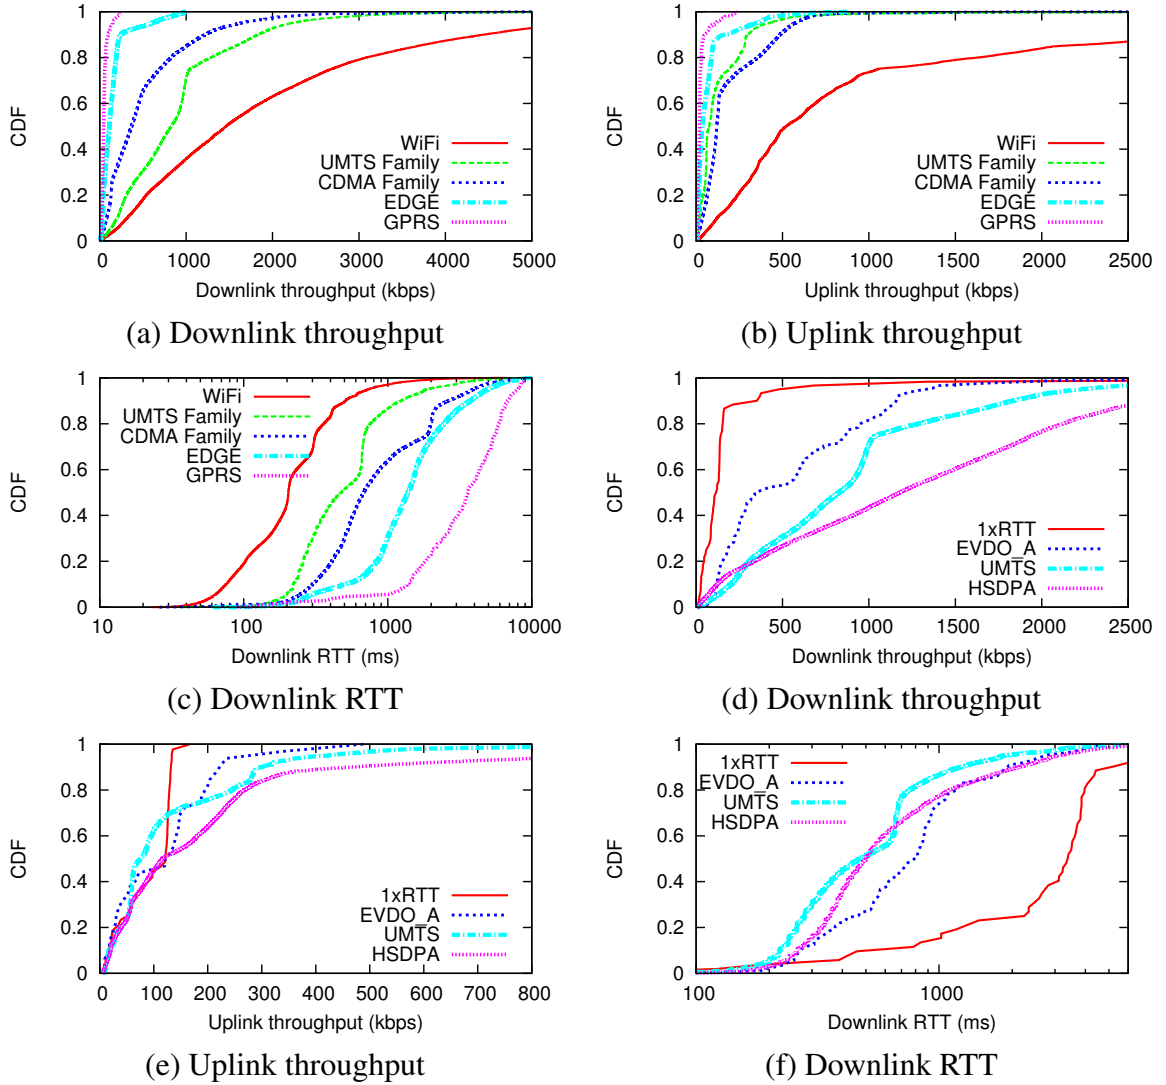 1
0.8
0.6
0.4
0.2
0
CDF
WiFi
UMTS Family
CDMA Family
EDGE
GPRS
0 1000 2000 3000 4000 5000
Downlink throughput (kbps)
(a) Downlink throughput
1
0.8
0.6
0.4
0.2
0
CDF
WiFi
UMTS Family
CDMA Family
EDGE
GPRS
0 500 1000 1500 2000 2500
Uplink throughput (kbps)
(b) Uplink throughput
1
0.8
0.6
0.4
0.2
0
CDF
WiFi
UMTS Family
CDMA Family
EDGE
GPRS
10 100 1000 10000
Downlink RTT (ms)
(c) Downlink RTT
1
0.8
0.6
0.4
0.2
0
CDF
1xRTT
EVDO_A
UMTS
HSDPA
0 500 1000 1500 2000 2500
Downlink throughput (kbps)
(d) Downlink throughput
1
0.8
0.6
0.4
0.2
0
CDF
1xRTT
EVDO_A
UMTS
HSDPA
0 100 200 300 400 500 600 700 800
Uplink throughput (kbps)
(e) Uplink throughput
1
0.8
0.6
0.4
0.2
0
CDF
1xRTT
EVDO_A
UMTS
HSDPA
100 1000
Downlink RTT (ms)
(f) Downlink RTT